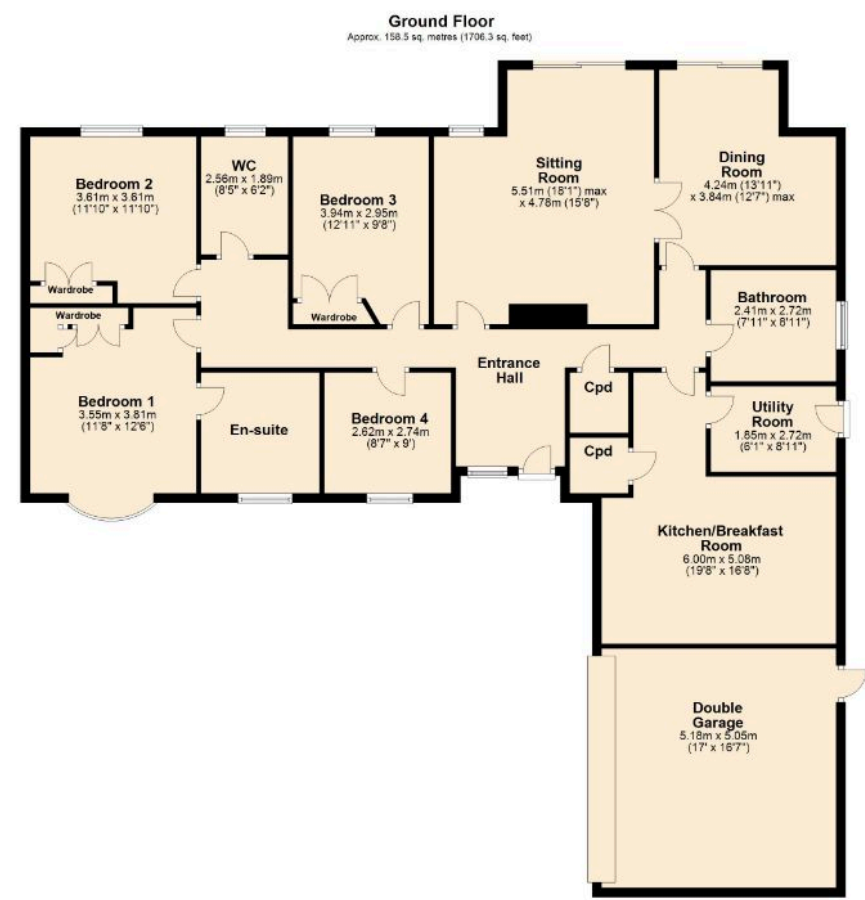 Ground Floor
Approx. 158.5 sq. metres (1706.3 sq. feet)
Bedroom 2
3.61m x 3.61m
(11'10" x 11'10")
Wardrobe
WC
2.56m x 1.89m
(8'5" x 6'2")
Bedroom 3
3.94m x 2.95m
(12'11" x 9'8")
Wardrobe
Sitting
Room
5.51m (18'1") max
x 4.78m (15'8")
Dining
Room
4.24m (13'11")
x 3.84m (12'7") max
Wardrobe
Bedroom 1
3.55m x 3.81m
(11'8" x 12'6")
En-suite
Bedroom 4
2.62m x 2.74m
(8'7" x 9')
Entrance
Hall
Cpd
Cpd
Bathroom
2.41m x 2.72m
(7'11" x 8'11")
Utility
Room
1.85m x 2.72m
(6'1" x 8'11")
Kitchen/Breakfast
Room
6.00m x 5.08m
(19'8" x 16'8")
Double
Garage
5.18m x 5.05m
(17' x 16'7")